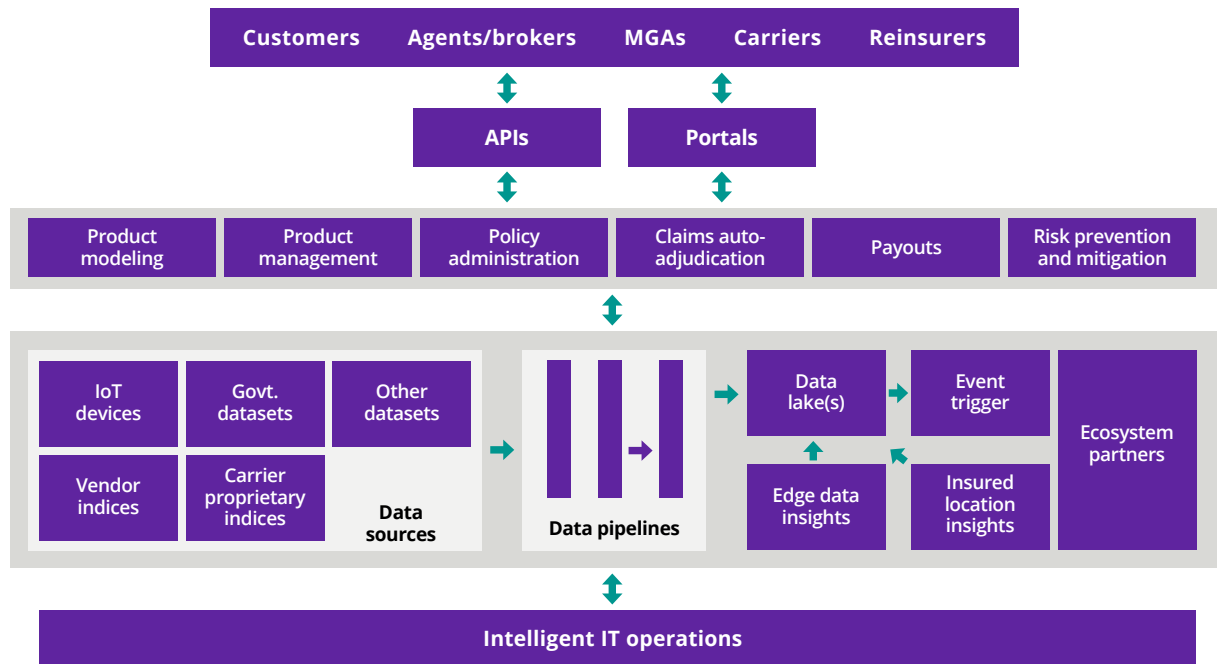 Customers Agents/brokers MGAs Carriers Reinsurers
APIs
Portals
Product
modeling
Product
management
Policy
administration
Claims auto-
adjudication
Payouts
Risk prevention
and mitigation
IoT
devices
Govt.
datasets
Other
datasets
Vendor
indices
Carrier
proprietary
indices
Data
sources
Data pipelines
Data
lake(s)
Event
trigger
Edge data
insights
Insured
location
insights
Ecosystem
partners
Intelligent IT operations